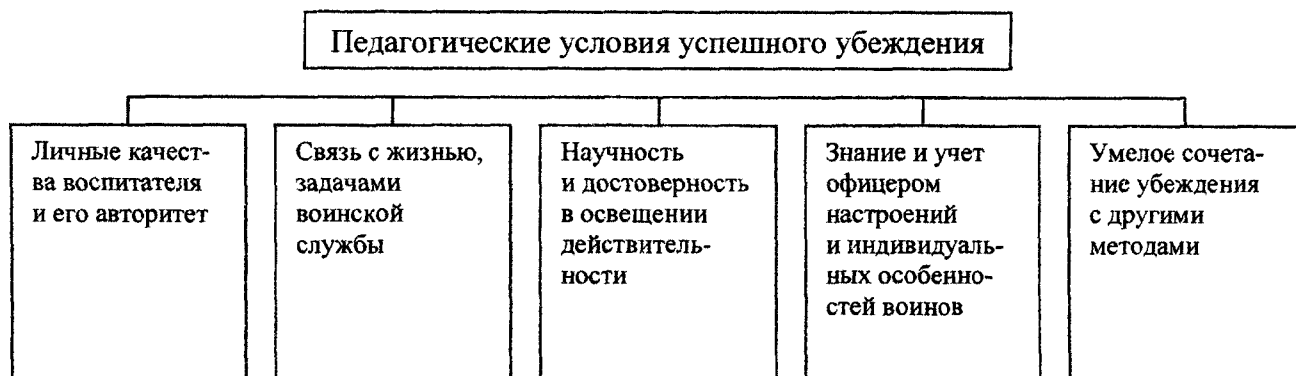 Педагогические условия успешного убеждения
Личные качест-
ва воспитателя
и его авторитет
Связь с жизнью,
задачами
воинской
службы
Научность
и достоверность
в освещении
действитель-
ности
Знание и учет
офицером
настроений
и индивидуаль-
ных особенно-
стей воинов
Умелое сочета-
ние убеждения
с другими
методами